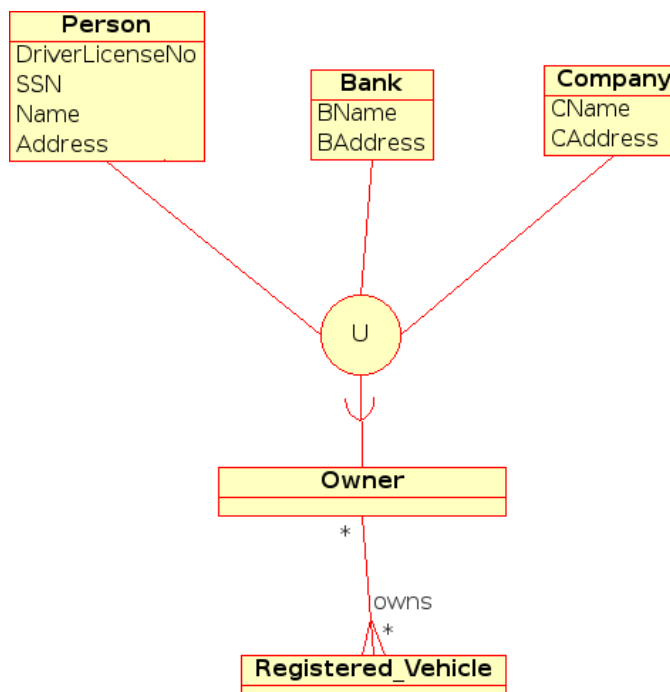 Person
DriverLicenseNo
SSN
Name
Address
Bank
BName
BAddress
Company
CName
CAddress
U
Owner
*
owns
*
Registered_Vehicle